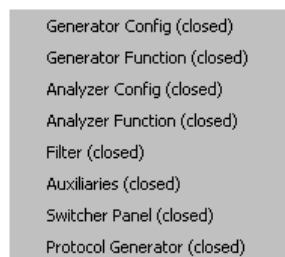 Generator Config (closed)
Generator Function (closed)
Analyzer Config (closed)
Analyzer Function (closed)
Filter (closed)
Auxiliaries (closed)
Switcher Panel (closed)
Protocol Generator (closed)